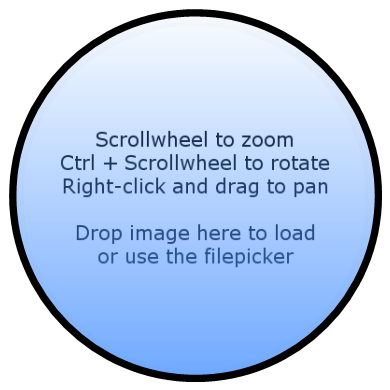 Scrollwheel to zoom
Ctrl + Scrollwheel to rotate
Right-click and drag to pan
Drop image here to load
or use the filepicker